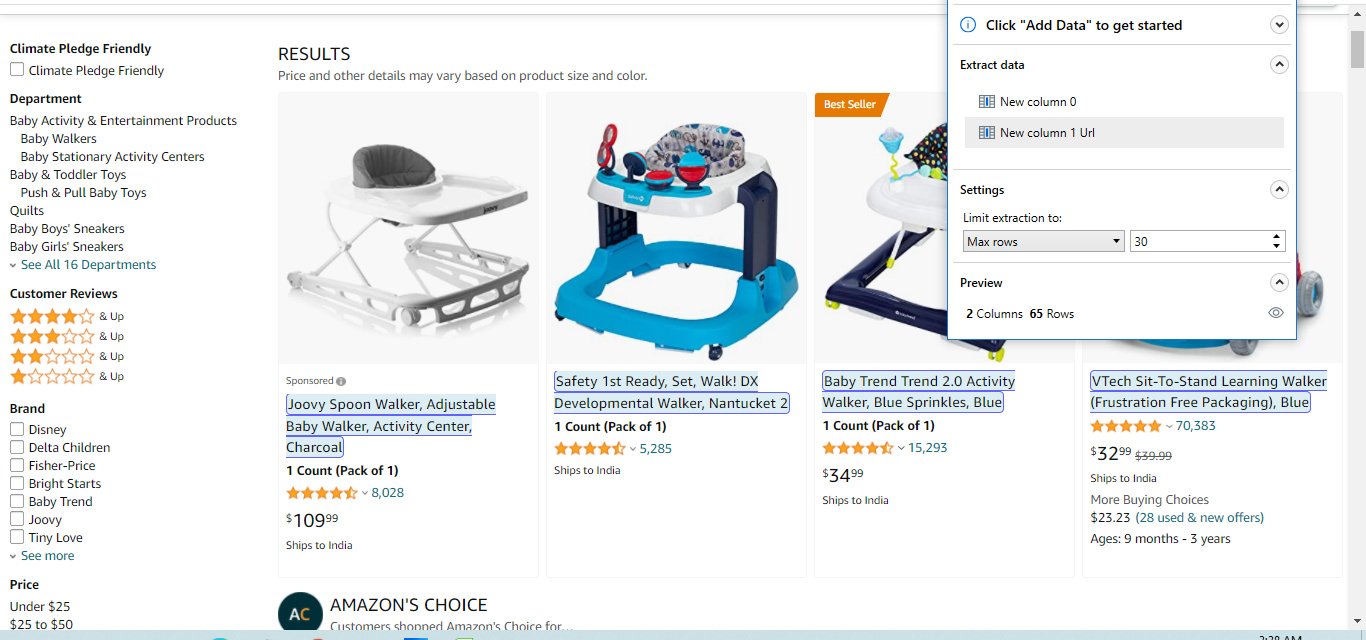 Climate Pledge Friendly
Climate Pledge Friendly
Department
Baby Activity & Entertainment Products
Baby Walkers
Baby Stationary Activity Centers
Baby & Toddler Toys
Push & Pull Baby Toys
Quilts
Baby Boys' Sneakers
Baby Girls' Sneakers
See All 16 Departments
Customer Reviews
& Up
& Up
& Up
& Up
Brand
Disney
Delta Children
Fisher-Price
Bright Starts
Baby Trend
Joovy
Tiny Love
See more
Price
Under $25
$25 to $50
RESULTS
Price and other details may vary based on product size and color.
joovy
Sponsored
Joovy Spoon Walker, Adjustable
Baby Walker, Activity Center,
Charcoal
1 Count (Pack of 1)
8,028
$10999
Ships to India
Safety 1st Ready, Set, Walk! DX
Developmental Walker, Nantucket 2
1 Count (Pack of 1)
5,285
Ships to India
Best Seller
Baby Trend Trend 2.0 Activity
Walker, Blue Sprinkles, Blue
1 Count (Pack of 1)
15,293
$3499
Ships to India
VTech Sit-To-Stand Learning Walker
(Frustration Free Packaging), Blue
70,383
$3299 $39.99
Ships to India
More Buying Choices
$23.23 (28 used & new offers)
Ages: 9 months - 3 years
AC
AMAZON'S CHOICE
Customers shopped Amazon's Choice for…
Click "Add Data" to get started
Extract data
New column 0
New column 1 Url
Settings
Limit extraction to:
Max rows
30
Preview
2 Columns 65 Rows